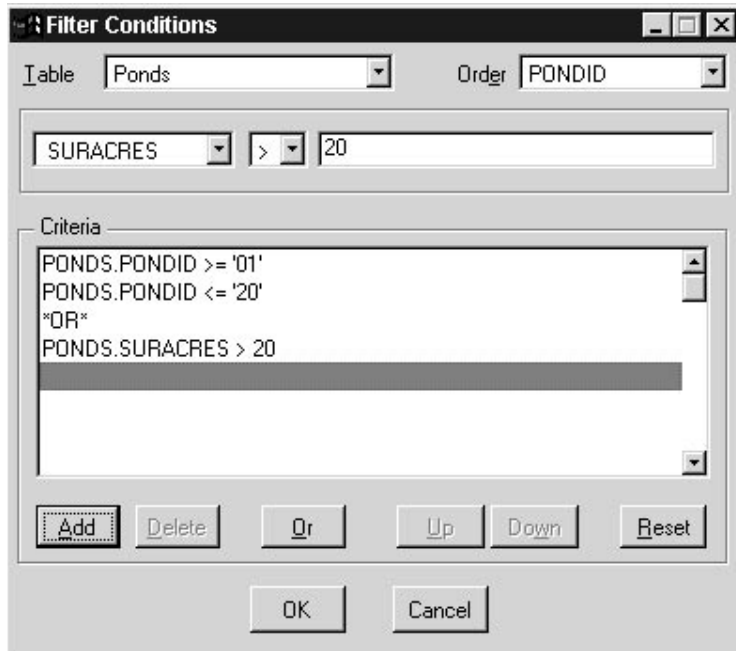 Filter Conditions
Table Ponds Order PONDID
SURACRES > 20
Criteria
PONDS.PONDID >= '01'
PONDS.PONDID <= '20'
*OR*
PONDS.SURACRES > 20
Add Delete Or Up Down Reset
OK Cancel